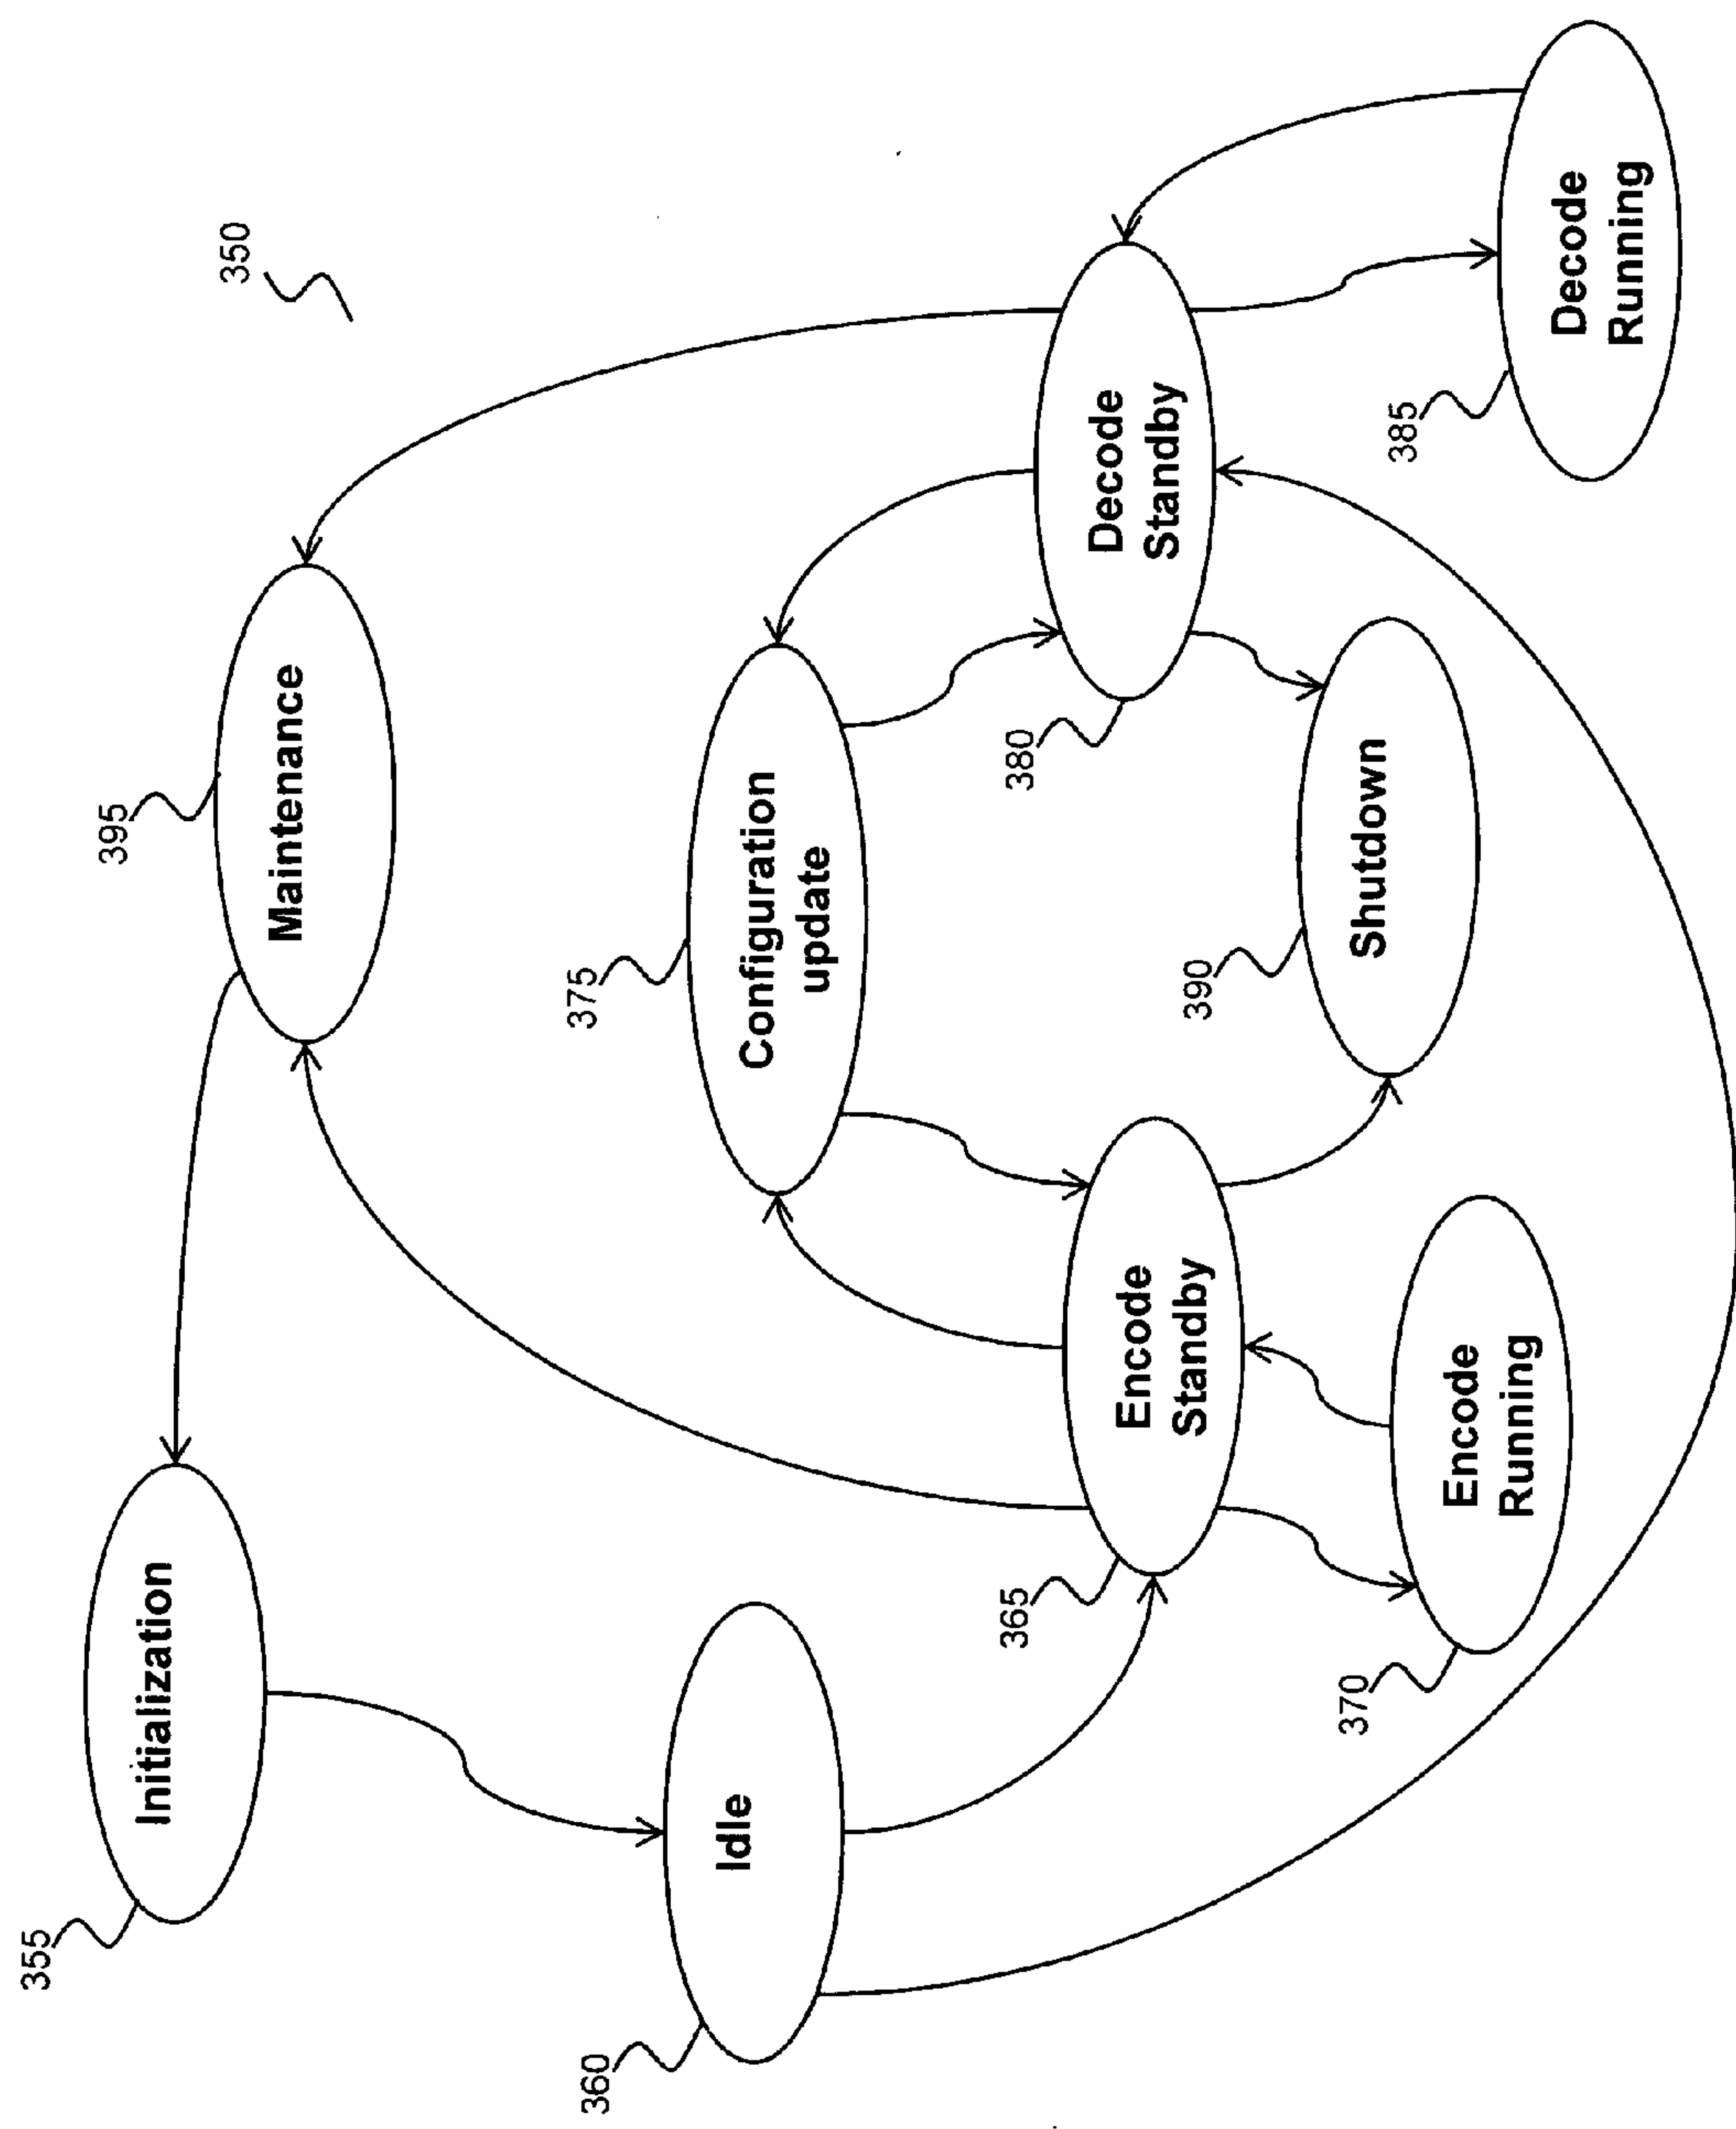 350
395
Maintenance
355
Initialization
375
Configuration
update
360
Idle
380
Decode
Standby
365
Encode
Standby
390
Shutdown
385
Decode
Running
370
Encode
Running